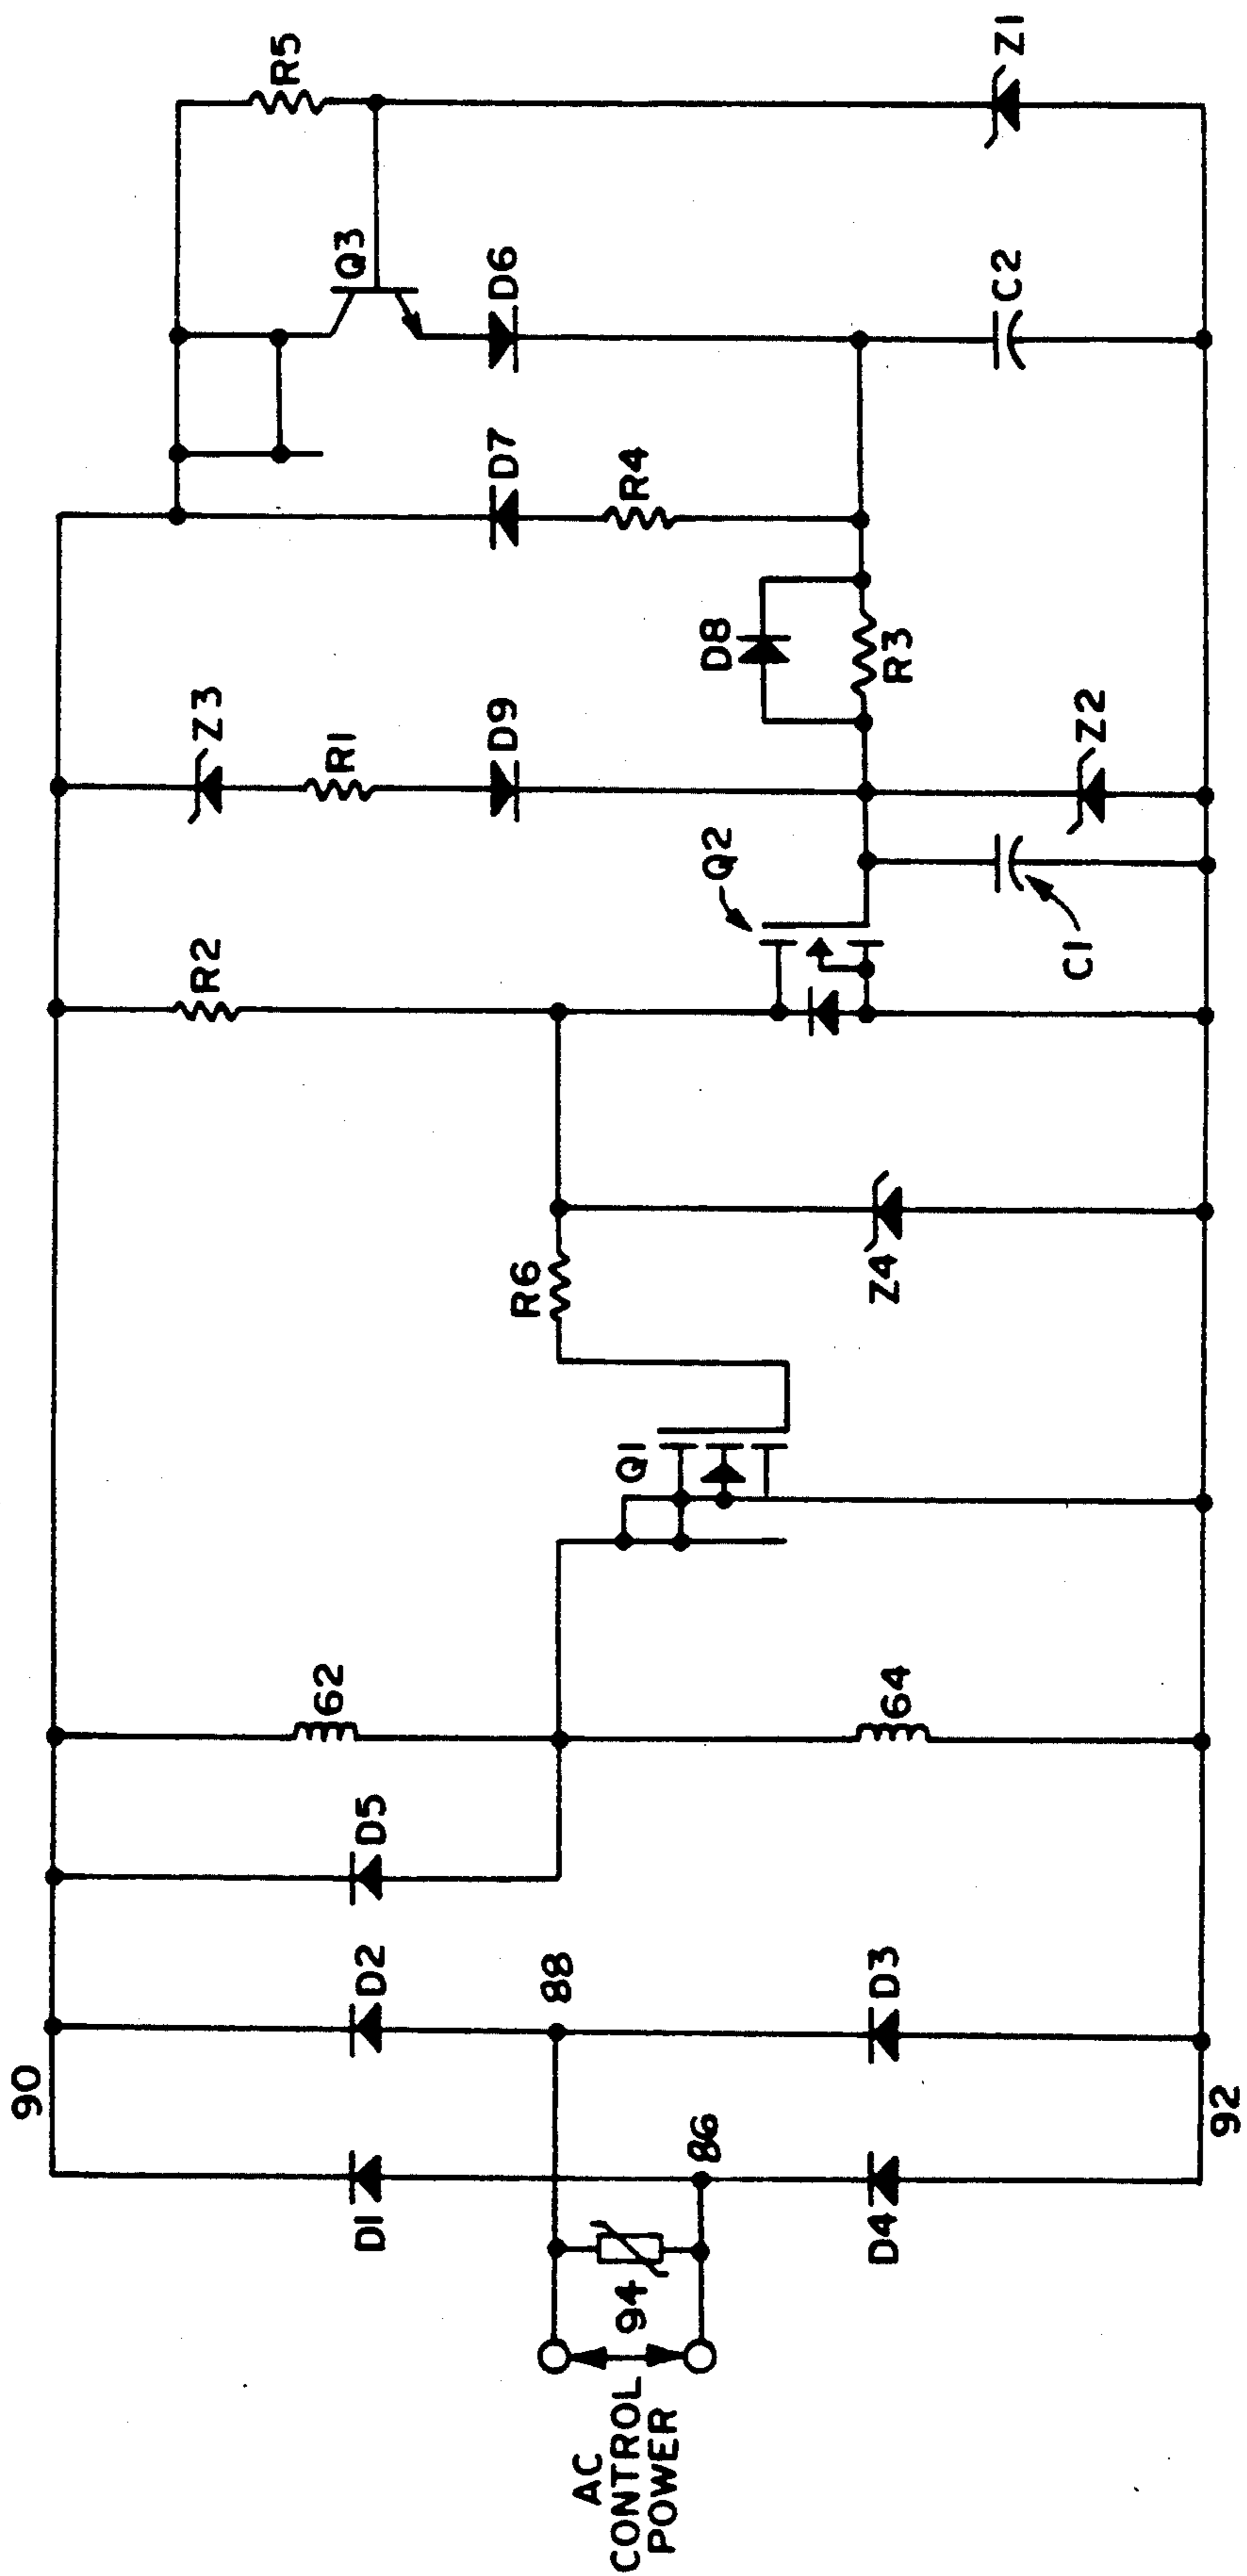 90
D1
D2
D5
62
R2
Z3
R1
D9
D7
R4
Q3
D6
R5
88
86
94
AC
CONTROL
POWER
Q1
R6
Q2
D8
R3
D4
D3
64
Z4
C1
Z2
C2
Z1
92